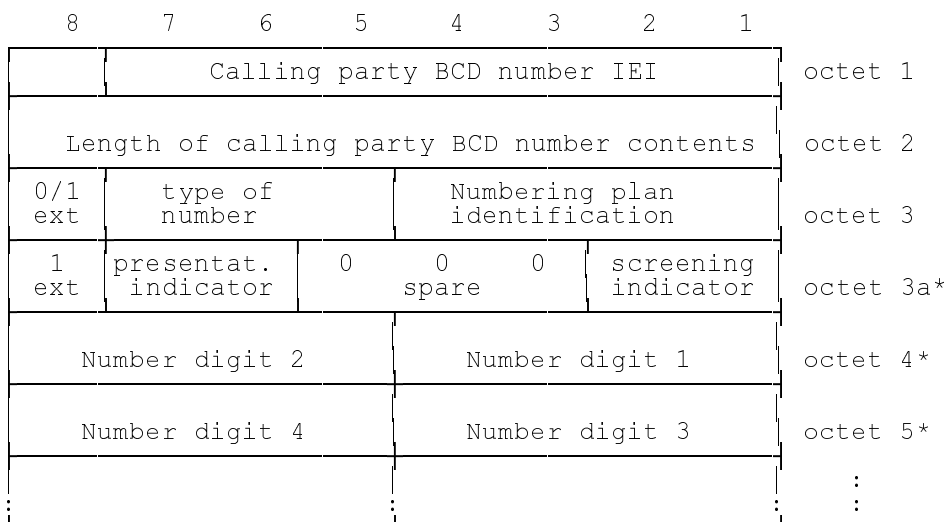 8 7 6 5 4 3 2 1
Calling party BCD number IEI octet 1
Length of calling party BCD number contents octet 2
0/1 type of Numbering plan
ext number identification octet 3
1 presentat. 0 0 0 screening
ext indicator spare indicator octet 3a*
Number digit 2 Number digit 1 octet 4*
Number digit 4 Number digit 3 octet 5*
: :
: : : :